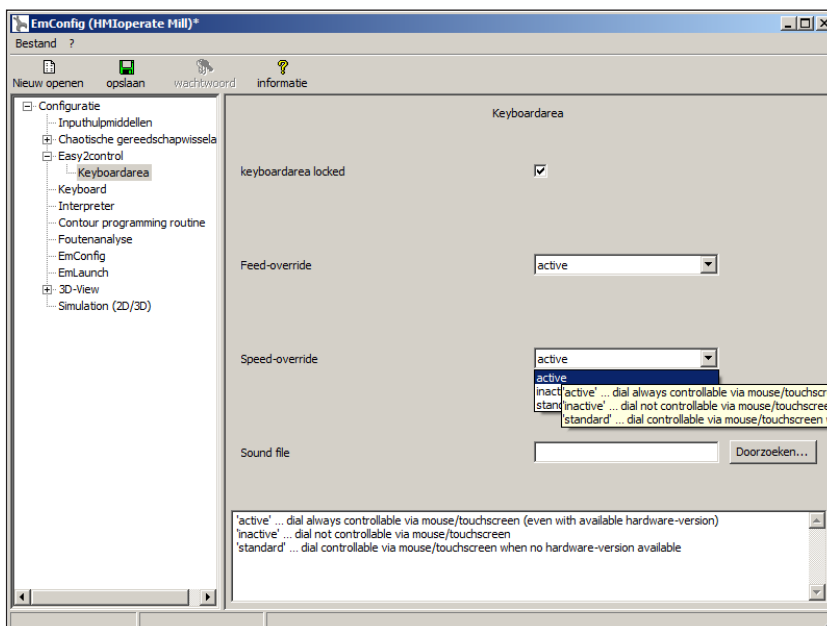 EmConfig (HMIoperate Mill)*
Bestand ?
Nieuw openen opslaan wachtwoord informatie
Configuratie
Inputhulpmiddelen
Chaotische gereedschapwissela
Easy2control
Keyboardarea
Keyboard
Interpreter
Contour programming routine
Foutenanalyse
EmConfig
EmLaunch
3D-View
Simulation (2D/3D)
Keyboardarea
keyboardarea locked
Feed-override active
Speed-override active
active
inact
stand
'active' ... dial always controllable via mouse/touchscr
'inactive' ... dial not controllable via mouse/touchscree
'standard' ... dial controllable via mouse/touchscreen
Sound file Doorzoeken...
'active' ... dial always controllable via mouse/touchscreen (even with available hardware-version)
'inactive' ... dial not controllable via mouse/touchscreen
'standard' ... dial controllable via mouse/touchscreen when no hardware-version available